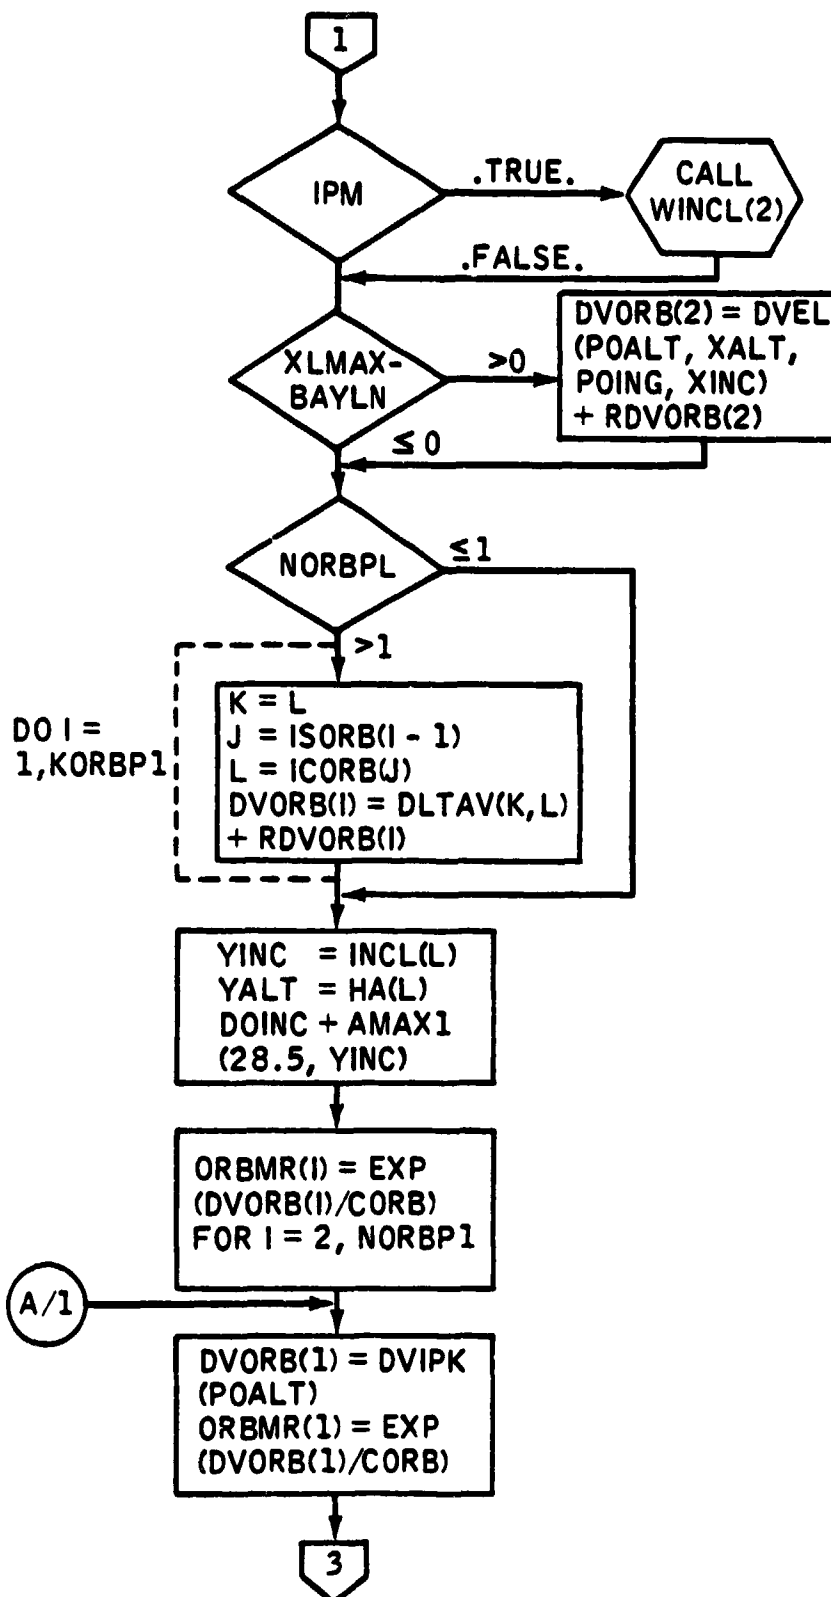 1
IPM
.TRUE.
CALL
WINCL(2)
.FALSE.
XLMAX-
BAYLN
>0
DVORB(2) = DVEL
(POALT, XALT,
POING, XINC)
+ RDVORB(2)
≤ 0
NORBPL
≤1
>1
DO I =
1,KORBP1
K = L
J = ISORB(I - 1)
L = ICORB(J)
DVORB(I) = DLTAV(K,L)
+ RDVORB(I)
YINC = INCL(L)
YALT = HA(L)
DOINC + AMAX1
(28.5, YINC)
ORBMR(I) = EXP
(DVORB(I)/CORB)
FOR I = 2, NORBP1
A/1
DVORB(1) = DVIPK
(POALT)
ORBMR(1) = EXP
(DVORB(1)/CORB)
3